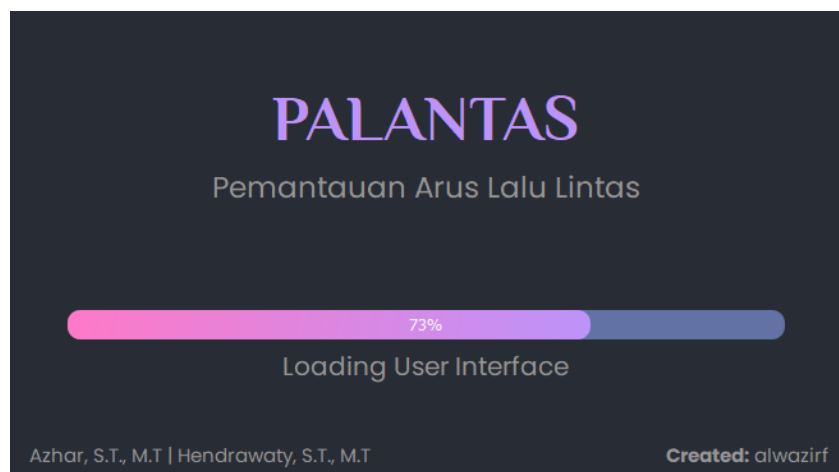 PALANTAS
Pemantauan Arus Lalu Lintas
73%
Loading User Interface
Azhar, S.T., M.T | Hendrawaty, S.T., M.T
Created: alwazirf